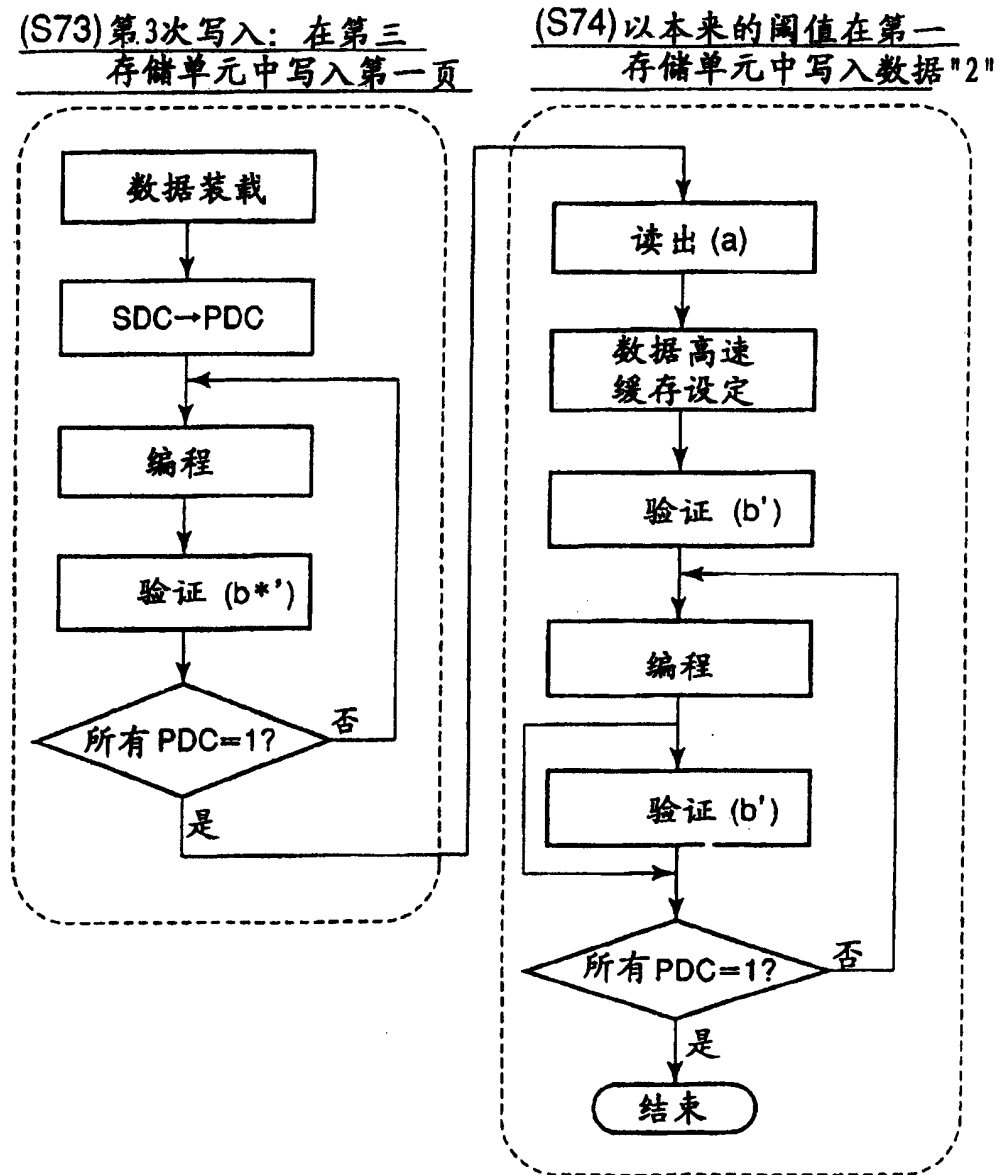 (S73)第3次写入：在第三
存储单元中写入第一页
数据装载
SDC→PDC
编程
验证 (b*')
所有PDC=1?
否
是
(S74)以本来的阈值在第一
存储单元中写入数据"2"
读出 (a)
数据高速
缓存设定
验证 (b')
编程
验证 (b')
所有PDC=1?
否
是
结束